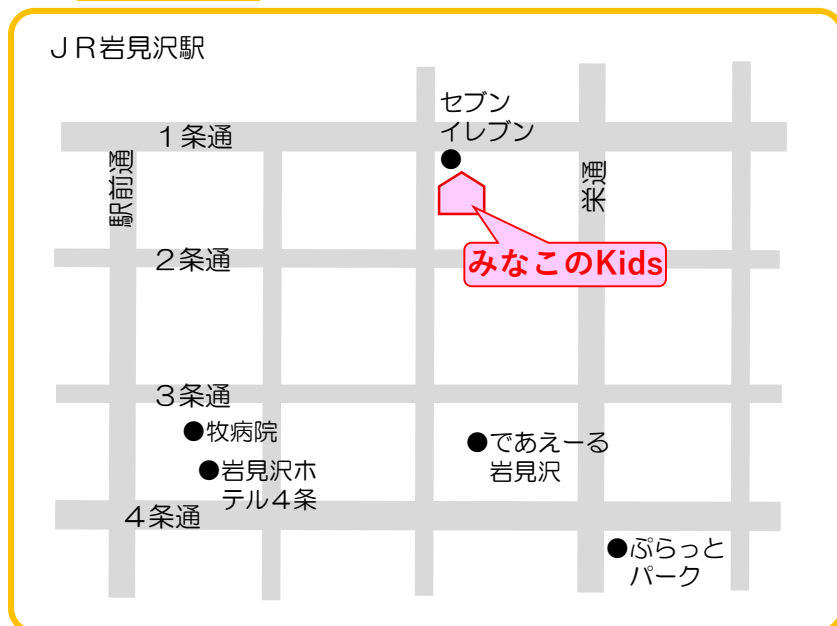 ＪＲ岩見沢駅
セブン
イレブン
１条通
駅前通
栄通
２条通
みなこのKids
３条通
●牧病院
●岩見沢ホ
テル４条
●であえーる
岩見沢
４条通
●ぷらっと
パーク